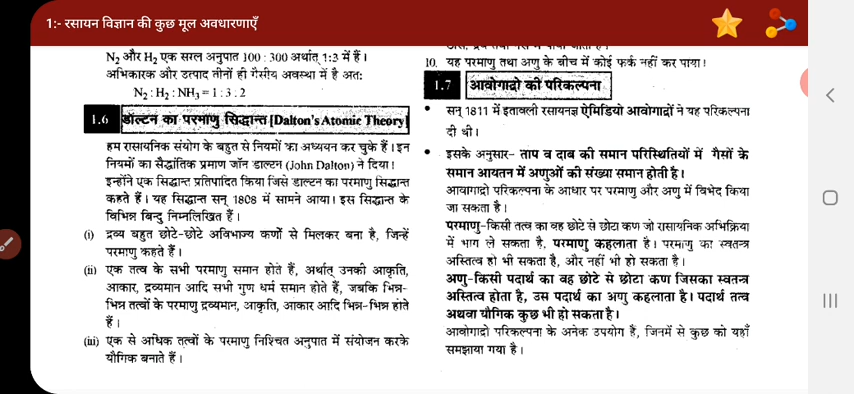 1:- रसायन विज्ञान की कुछ मूल अवधारणाएँ
N₂ और H₂ एक सरल अनुपात 100 : 300 अर्थात् 1:3 में हैं।
अभिकारक और उत्पाद तीनों ही गैसीय अवस्था में है अत:
N₂ : H₂ : NH₃ = 1 : 3 . 2
1.6 डॉल्टन का परमाणु सिद्धान्त [Dalton's Atomic Theory]
हम रासायनिक संयोग के बहुत से नियमों का अध्ययन कर चुके हैं। इन
नियमों का सैद्धांतिक प्रमाण जॉन डाल्टन (John Dalton) ने दिया।
इन्होंने एक सिद्धान्त प्रतिपादित किया जिसे डाल्टन का परमाणु सिद्धान्त
कहते हैं। यह सिद्धान्त सन् 1808 में सामने आया। इस सिद्धान्त के
विभिन्न बिन्दु निम्नलिखित हैं।
(i) द्रव्य बहुत छोटे-छोटे अविभाज्य कणों से मिलकर बना है, जिन्हें
परमाणु कहते हैं।
(ii) एक तत्व के सभी परमाणु समान होते हैं, अर्थात् उनकी आकृति,
आकार, द्रव्यमान आदि सभी गुण धर्म समान होते हैं, जबकि भिन्न-
भिन्न तत्वों के परमाणु द्रव्यमान, आकृति, आकार आदि भिन्न-भिन्न होते
हैं।
(iii) एक से अधिक तत्वों के परमाणु निश्चित अनुपात में संयोजन करके
यौगिक बनाते हैं।
10. यह परमाणु तथा अणु के बीच में कोई फर्क नहीं कर पाया।
1.7 आवोगाद्रो की परिकल्पना
• सन् 1811 में इतावली रसायनज्ञ ऐमिडियो आवोगाद्रों ने यह परिकल्पना
दी थी।
• इसके अनुसार– ताप व दाब की समान परिस्थितियों में गैसों के
समान आयतन में अणुओं की संख्या समान होती है।
आवागाद्रो परिकल्पना के आधार पर परमाणु और अणु में विभेद किया
जा सकता है।
परमाणु–किसी तत्व का वह छोटे से छोटा कण जो रासायनिक अभिक्रिया
में भाग ले सकता है, परमाणु कहलाता है। परमाणु का स्वतन्त्र
अस्तित्व हो भी सकता है, और नहीं भी हो सकता है।
अणु–किसी पदार्थ का वह छोटे से छोटा कण जिसका स्वतन्त्र
अस्तित्व होता है, उस पदार्थ का अणु कहलाता है। पदार्थ तत्व
अथवा यौगिक कुछ भी हो सकता है।
आवोगाद्रो परिकल्पना के अनेक उपयोग हैं, जिनमें से कुछ को यहाँ
समझाया गया है।